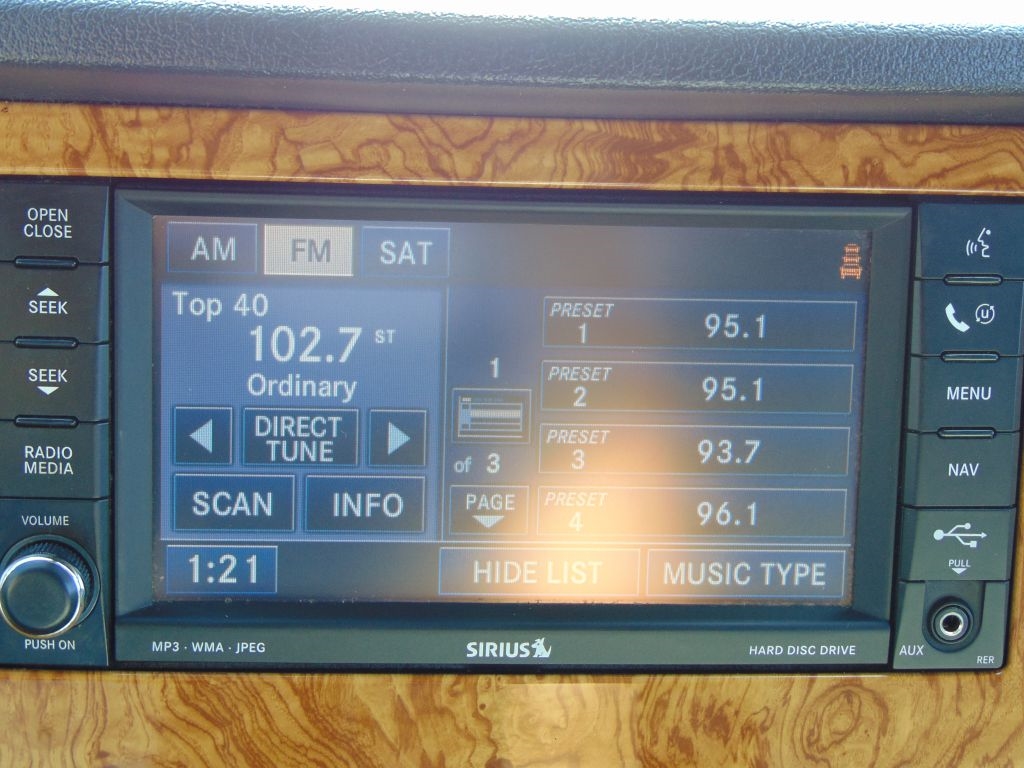 OPEN
CLOSE
SEEK
SEEK
RADIO
MEDIA
VOLUME
PUSH ON
AM FM SAT
Top 40
102.7 ST
Ordinary
DIRECT
TUNE
SCAN INFO
1:21
1
of 3
PAGE
PRESET
1 95.1
PRESET
2 95.1
PRESET
3 93.7
PRESET
4 96.1
HIDE LIST MUSIC TYPE
MP3 · WMA · JPEG SIRIUS HARD DISC DRIVE
u
MENU
NAV
PULL
AUX
RER